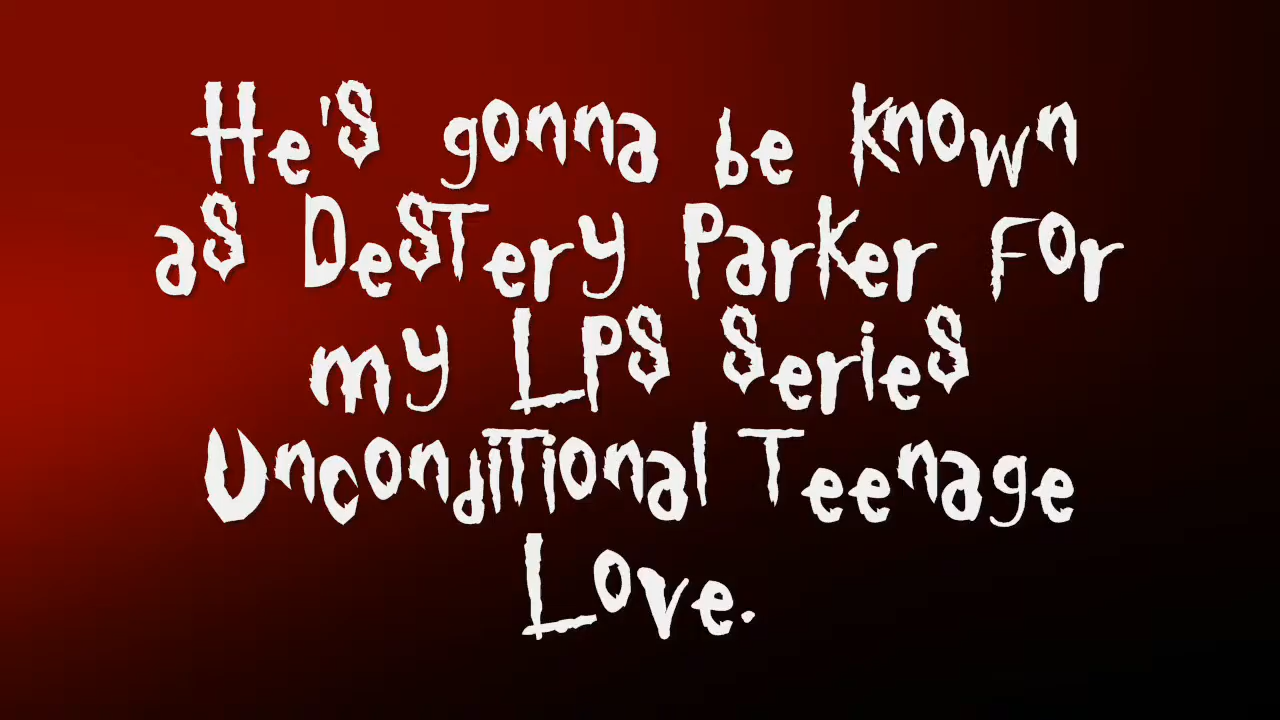 He's gonna be known
as Destery Parker For
my LPS Series
Unconditional Teenage
Love.